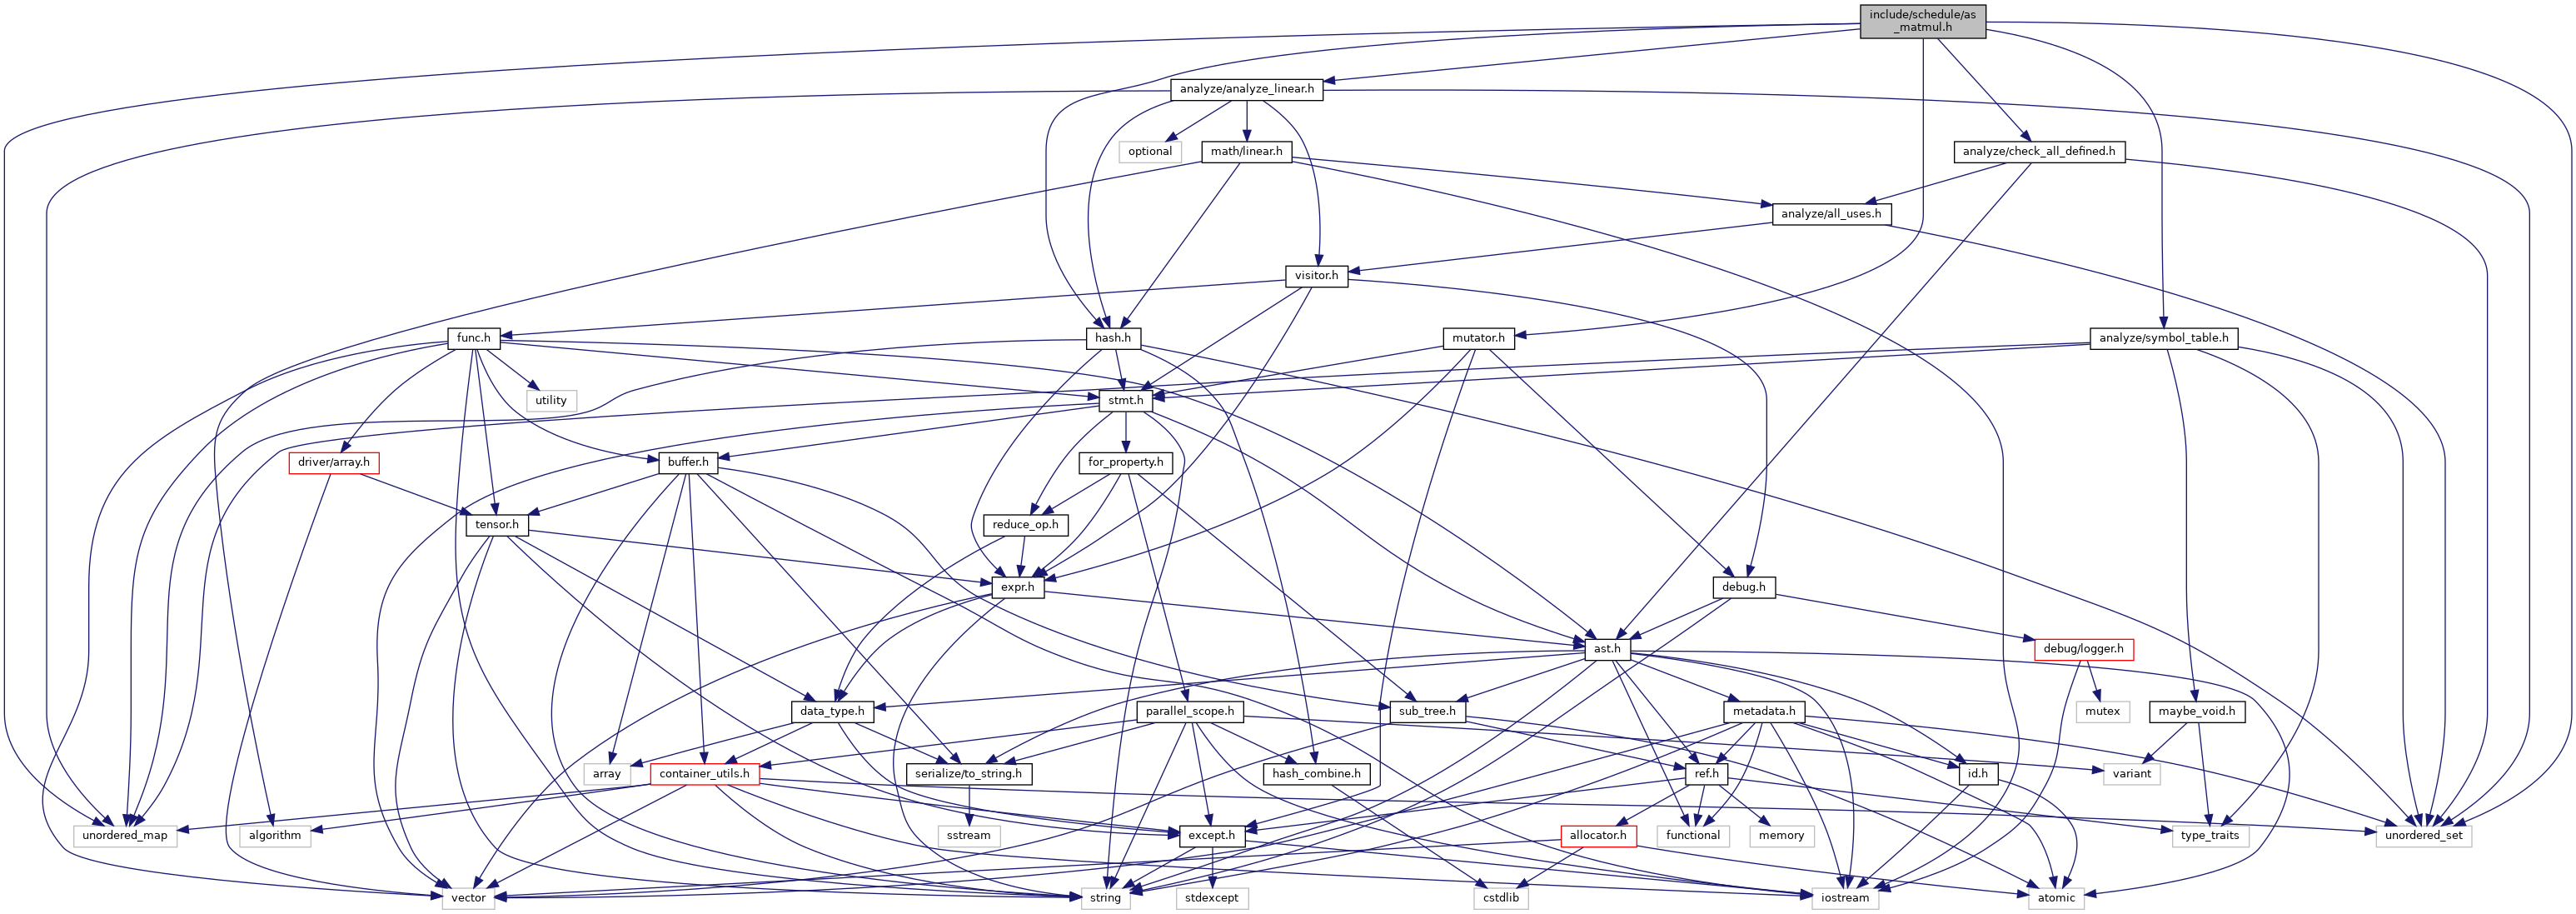 include/schedule/as
_matmul.h
analyze/analyze_linear.h
optional
math/linear.h
analyze/check_all_defined.h
analyze/all_uses.h
visitor.h
func.h
hash.h
mutator.h
analyze/symbol_table.h
utility
stmt.h
driver/array.h
buffer.h
for_property.h
tensor.h
reduce_op.h
expr.h
debug.h
ast.h
debug/logger.h
data_type.h
parallel_scope.h
sub_tree.h
metadata.h
mutex
maybe_void.h
array
container_utils.h
serialize/to_string.h
hash_combine.h
ref.h
id.h
variant
unordered_map
algorithm
sstream
except.h
allocator.h
functional
memory
type_traits
unordered_set
vector
string
stdexcept
cstdlib
iostream
atomic